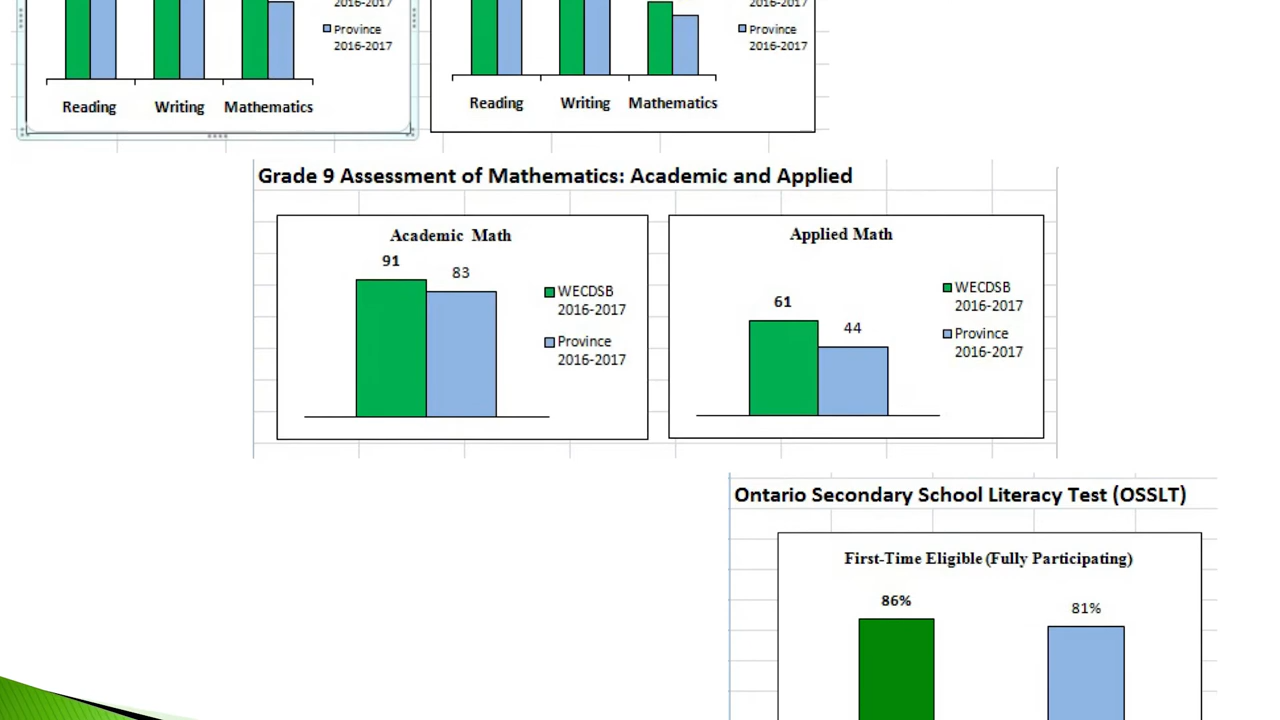 2016-2017
Province
2016-2017
Reading Writing Mathematics
2016-2017
Province
2016-2017
Reading Writing Mathematics
Grade 9 Assessment of Mathematics: Academic and Applied
Academic Math
91
83
WECDSB
2016-2017
Province
2016-2017
Applied Math
61
44
WECDSB
2016-2017
Province
2016-2017
Ontario Secondary School Literacy Test (OSSLT)
First-Time Eligible (Fully Participating)
86%
81%